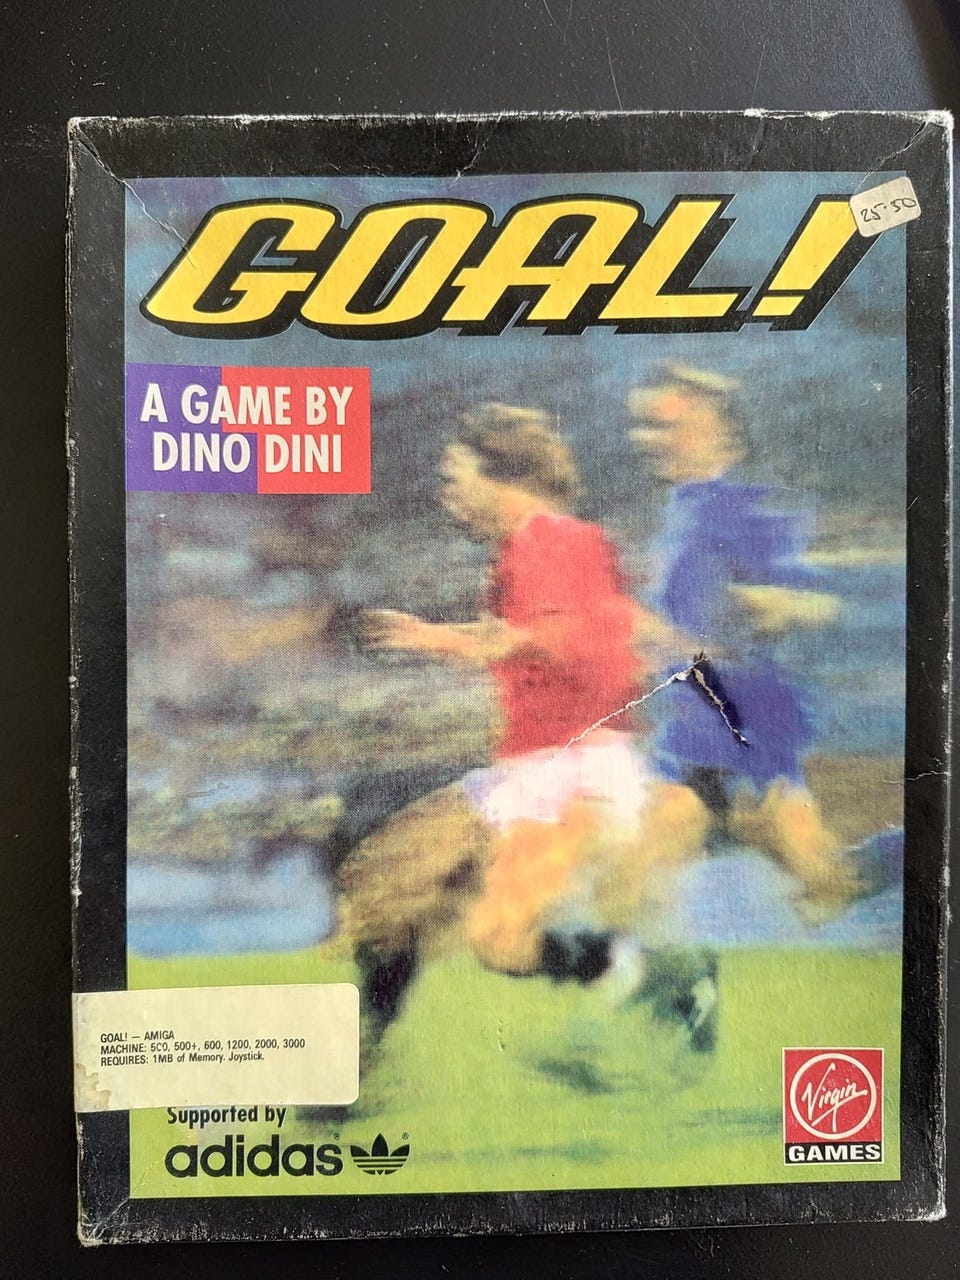 GOAL!
25·50
A GAME BY
DINO DINI
GOAL! — AMIGA
MACHINE: 500, 500+, 600, 1200, 2000, 3000
REQUIRES: 1MB of Memory. Joystick.
Supported by
adidas®
®
Virgin
GAMES